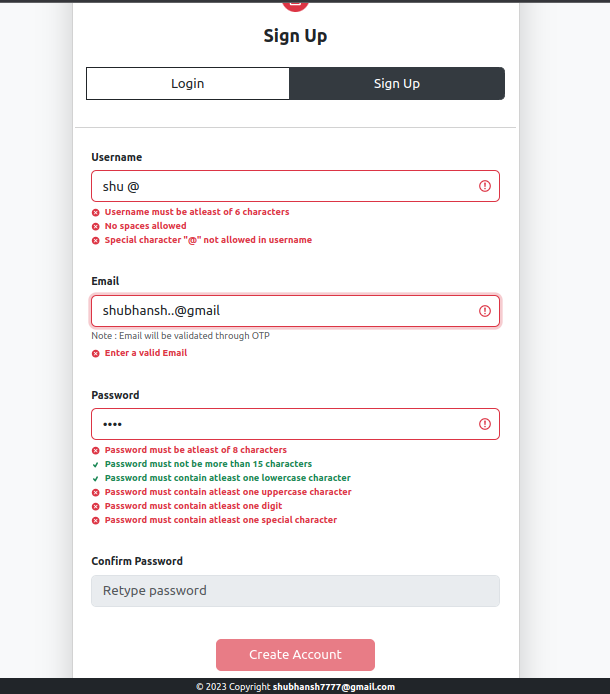 Sign Up
Login
Sign Up
Username
shu @
Username must be atleast of 6 characters
No spaces allowed
Special character "@" not allowed in username
Email
shubhansh..@gmail
Note : Email will be validated through OTP
Enter a valid Email
Password
••••
Password must be atleast of 8 characters
Password must not be more than 15 characters
Password must contain atleast one lowercase character
Password must contain atleast one uppercase character
Password must contain atleast one digit
Password must contain atleast one special character
Confirm Password
Retype password
Create Account
© 2023 Copyright shubhansh7777@gmail.com